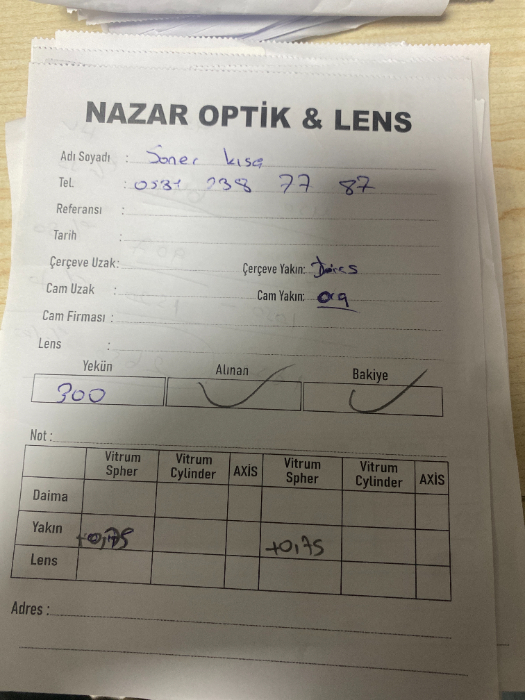 NAZAR OPTİK & LENS
Adı Soyadı : Soner kısa
Tel. : 0531 238 77 87
Referansı :
Tarih :
Çerçeve Uzak: Çerçeve Yakın:
Cam Uzak : Cam Yakın: org
Cam Firması :
Lens :
Yekün Alınan Bakiye
300
Not :
Vitrum Spher Vitrum Cylinder AXİS Vitrum Spher Vitrum Cylinder AXİS
Daima
Yakın +0,75 +0,75
Lens
Adres :